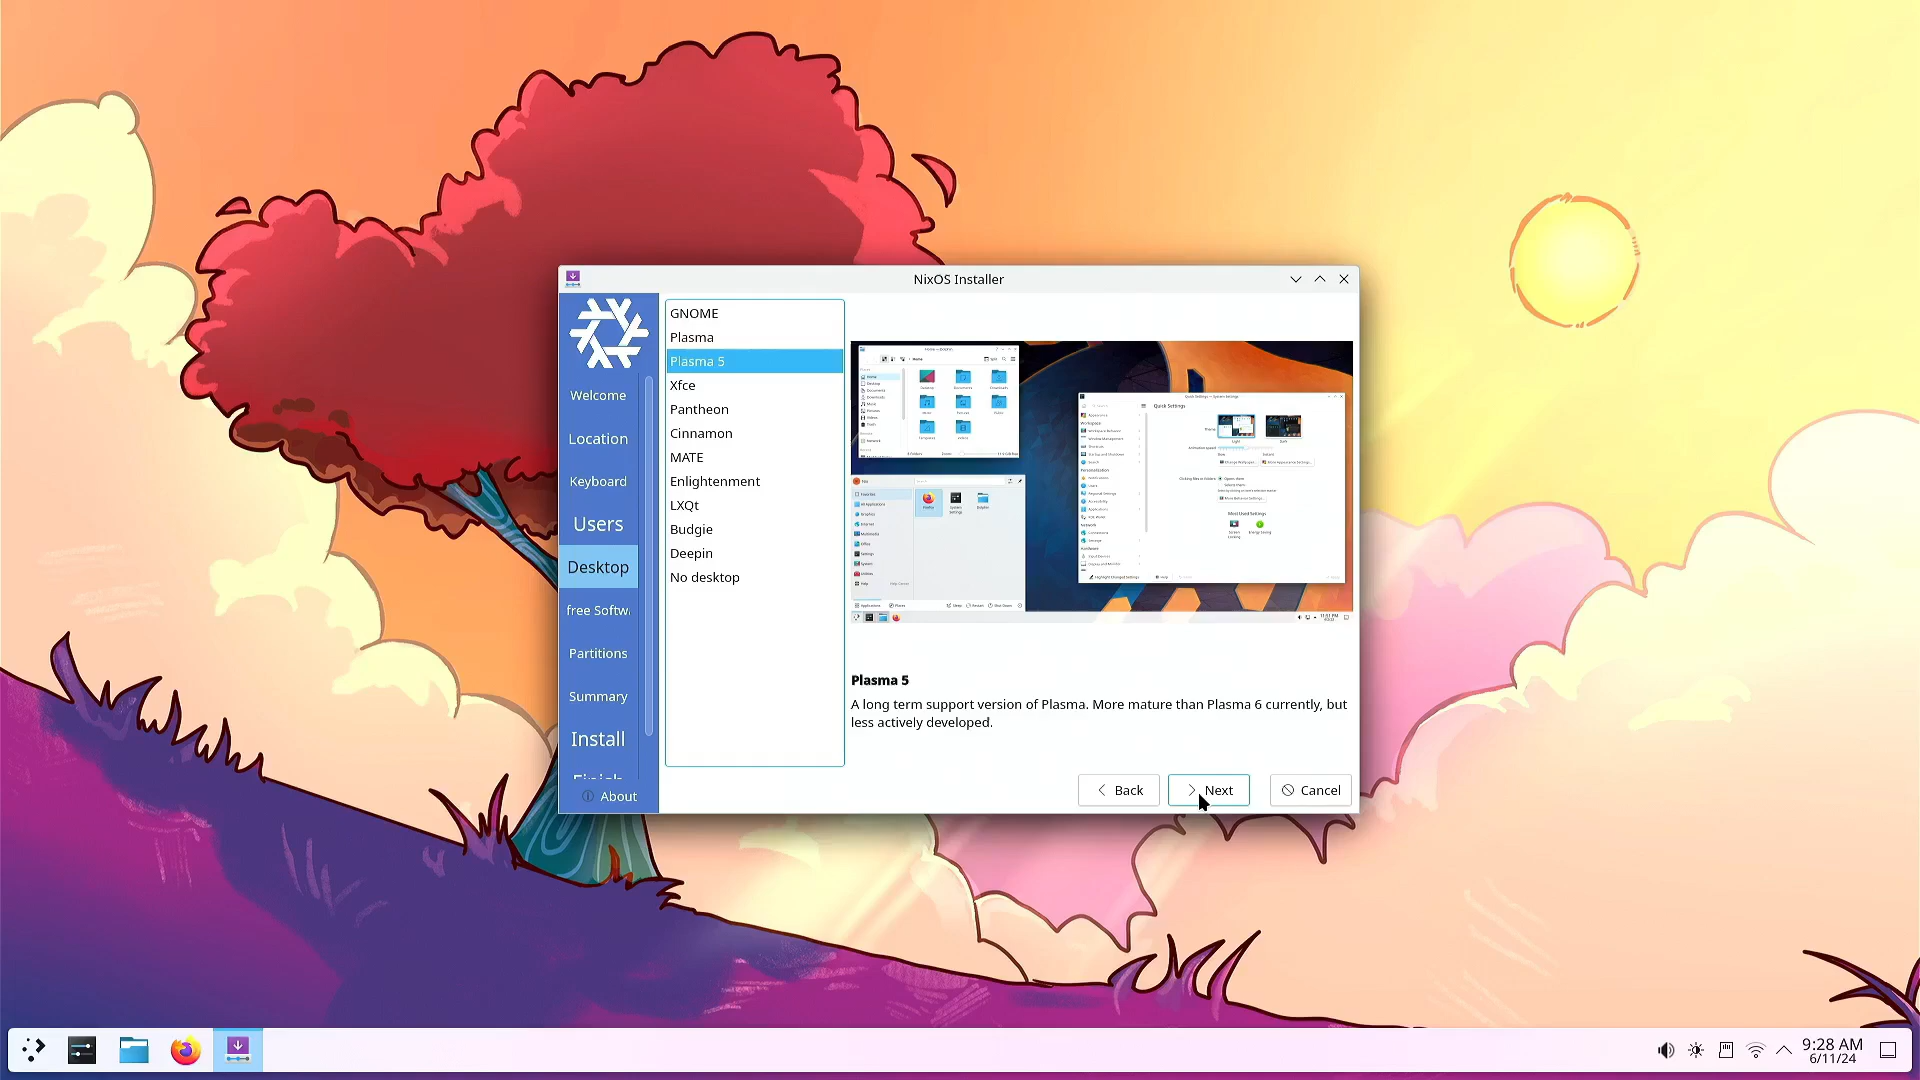 NixOS Installer
Welcome
Location
Keyboard
Users
Desktop
free Softw
Partitions
Summary
Install
Finish
About
GNOME
Plasma
Plasma 5
Xfce
Pantheon
Cinnamon
MATE
Enlightenment
LXQt
Budgie
Deepin
No desktop
Quick Settings
Plasma 5
A long term support version of Plasma. More mature than Plasma 6 currently, but
less actively developed.
Back
Next
Cancel
9:28 AM
6/11/24